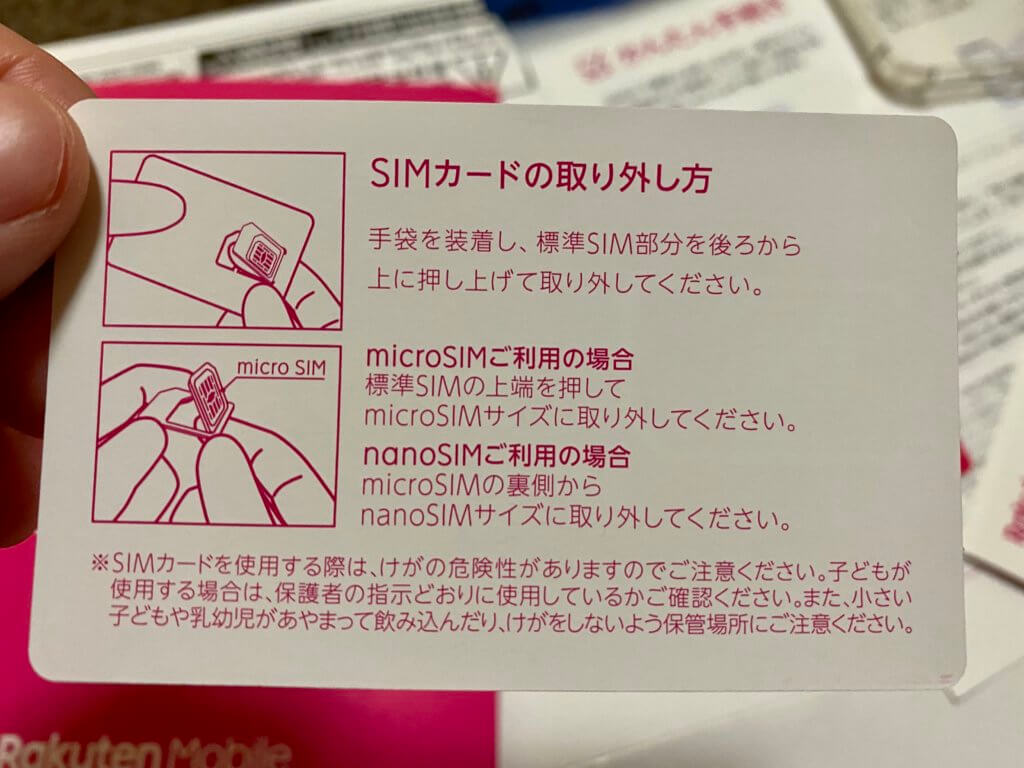 かんたん手続き
SIMカードの取り外し方
手袋を装着し、標準SIM部分を後ろから
上に押し上げて取り外してください。
micro SIM
microSIMご利用の場合
標準SIMの上端を押して
microSIMサイズに取り外してください。
nanoSIMご利用の場合
microSIMの裏側から
nanoSIMサイズに取り外してください。
※SIMカードを使用する際は、けがの危険性がありますのでご注意ください。子どもが
使用する場合は、保護者の指示どおりに使用しているかご確認ください。また、小さい
子どもや乳幼児があやまって飲み込んだり、けがをしないよう保管場所にご注意ください。
Rakuten Mobile